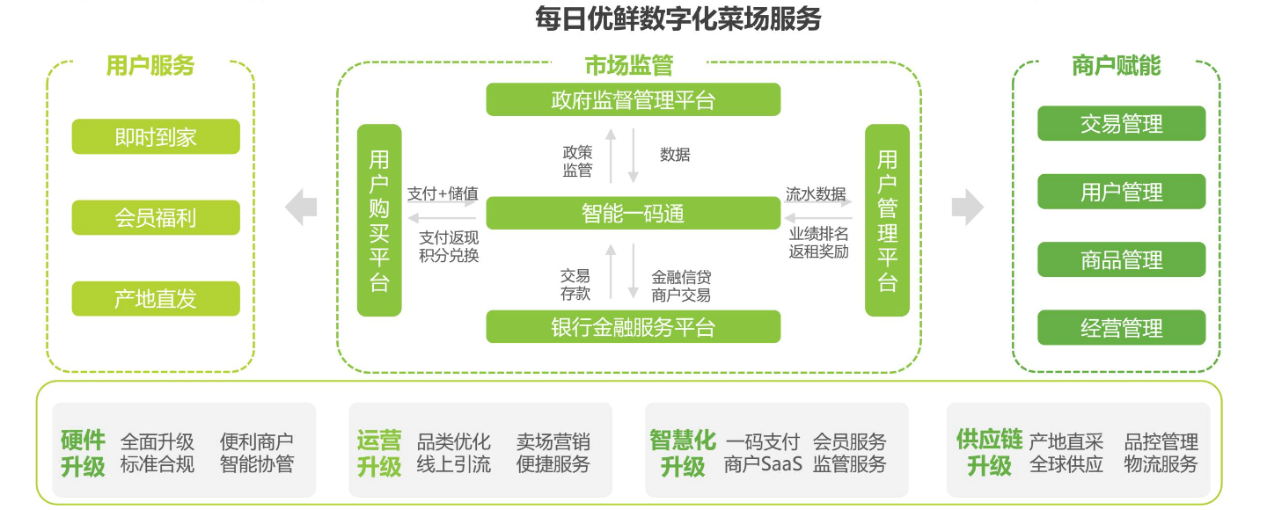 每日优鲜数字化菜场服务
用户服务
即时到家
会员福利
产地直发
市场监管
政府监督管理平台
政策
监管
数据
用户购买平台
支付+储值
支付返现
积分兑换
智能一码通
流水数据
业绩排名
返租奖励
用户管理平台
交易
存款
金融信贷
商户交易
银行金融服务平台
商户赋能
交易管理
用户管理
商品管理
经营管理
硬件
升级
全面升级 便利商户
标准合规 智能协管
运营
升级
品类优化 卖场营销
线上引流 便捷服务
智慧化
升级
一码支付 会员服务
商户SaaS 监管服务
供应链
升级
产地直采 品控管理
全球供应 物流服务